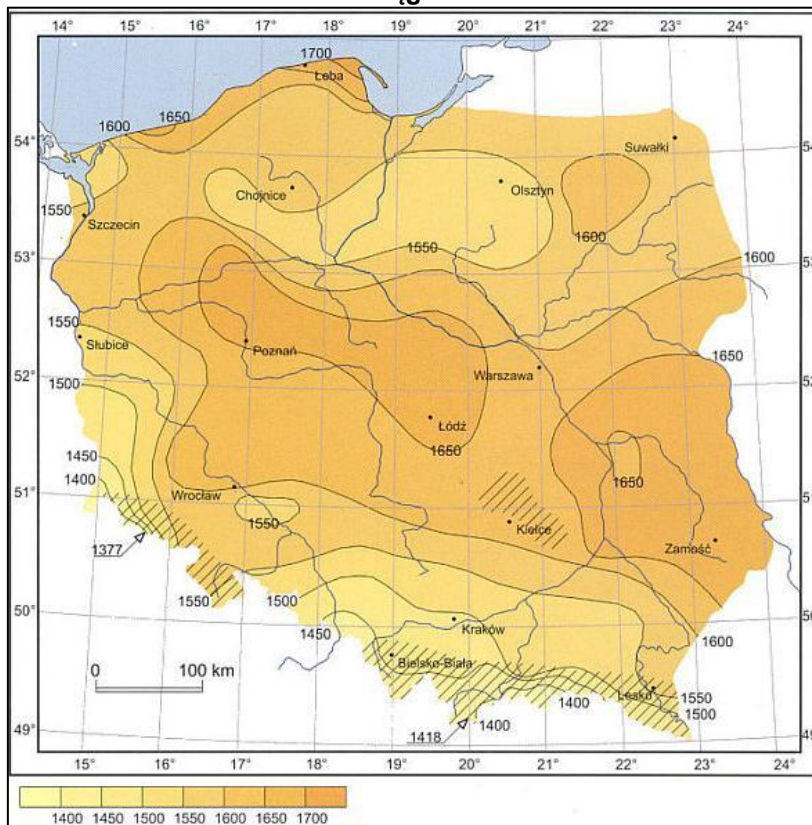 14° 15° 16° 17° 18° 19° 20° 21° 22° 23° 24°
1700
Łeba
1650
1600
54°
Suwałki
Chojnice
Olsztyn
1550
Szczecin
1550
1600
53°
1600
1550
Słubice
Poznań
1650
Warszawa
52°
1500
Łódź
1650
1450
1650
1400
51°
Wrocław
1550
Kielce
Zamość
1377
1550
1500
50°
Kraków
1450
1600
0 100 km
Bielsko-Biała
Lesko
1550
1500
1400
1400
49°
1418
15° 16° 17° 18° 19° 20° 21° 22° 23°
1400 1450 1500 1550 1600 1650 1700